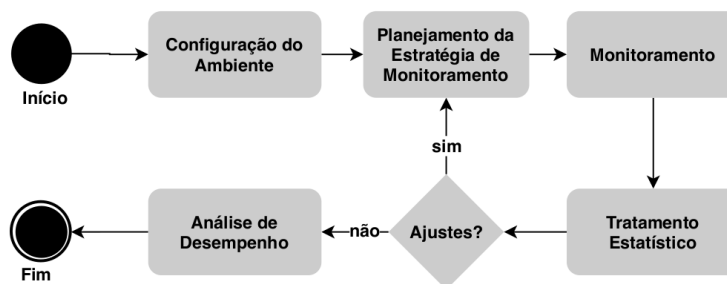 Início
Configuração do
Ambiente
Planejamento da
Estratégia de
Monitoramento
Monitoramento
sim
Tratamento
Estatístico
Ajustes?
não
Análise de
Desempenho
Fim